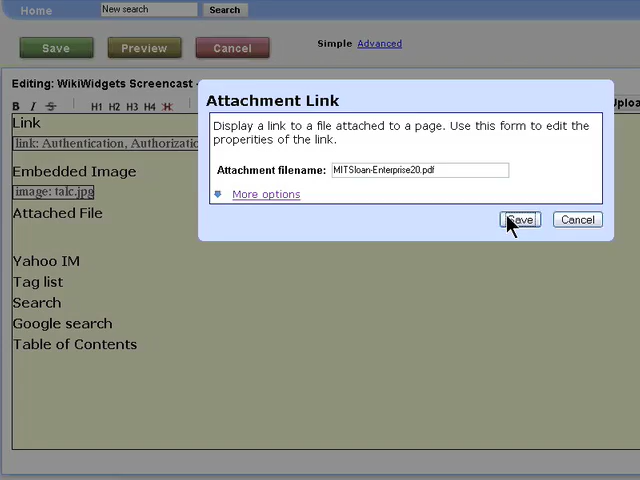 Home New search Search
Save Preview Cancel Simple Advanced
Editing: WikiWidgets Screencast -
B I S H1 H2 H3 H4 H Uploa
Link
link: Authentication, Authorizatio
Embedded Image
image: talc.jpg
Attached File
Yahoo IM
Tag list
Search
Google search
Table of Contents
Attachment Link
Display a link to a file attached to a page. Use this form to edit the
properities of the link.
Attachment filename: MITSloan-Enterprise20.pdf
More options
Save Cancel